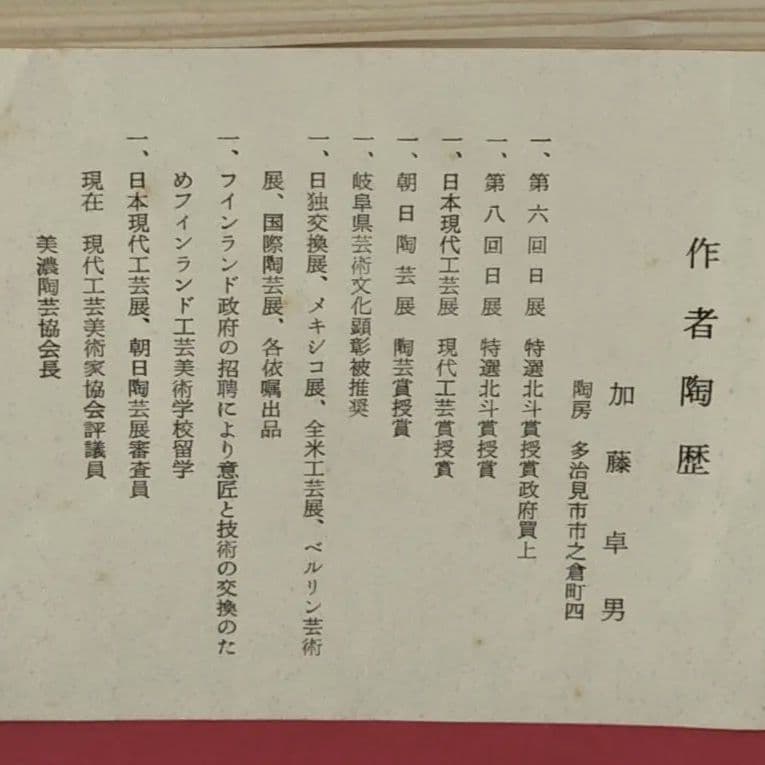 作者陶歴
加藤卓男
陶房 多治見市市之倉町四
一、第六回日展 特選北斗賞授賞政府買上
一、第八回日展 特選北斗賞授賞
一、日本現代工芸展 現代工芸賞授賞
一、朝日陶芸展 陶芸賞授賞
一、岐阜県芸術文化顕彰被推奨
一、日独交換展、メキシコ展、全米工芸展、ベルリン芸術
展、国際陶芸展、各依嘱出品
一、フインランド政府の招聘により意匠と技術の交換のた
めフインランド工芸美術学校留学
一、日本現代工芸展、朝日陶芸展審査員
現在 現代工芸美術家協会評議員
美濃陶芸協会長